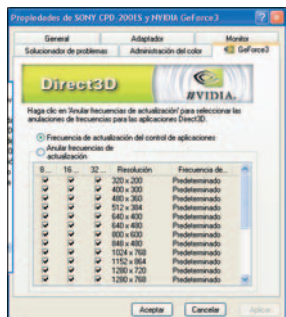 Propiedades de SONY CPD-200ES y NVIDIA GeForce3
General Adaptador Monitor
Solucionador de problemas Administración del color GeForce3
Direct3D
NVIDIA.
Haga clic en 'Anular frecuencias de actualización' para seleccionar las
anulaciones de frecuencias para las aplicaciones Direct3D.
Frecuencia de actualización del control de aplicaciones
Anular frecuencias de
actualización
8 ... 16 ... 32 ... Resolución Frecuencia de...
320 x 200 Predeterminado
400 x 300 Predeterminado
480 x 360 Predeterminado
512 x 384 Predeterminado
640 x 400 Predeterminado
640 x 480 Predeterminado
800 x 600 Predeterminado
848 x 480 Predeterminado
1024 x 768 Predeterminado
1152 x 864 Predeterminado
1280 x 720 Predeterminado
1280 x 768 Predeterminado
Aceptar Cancelar Aplicar